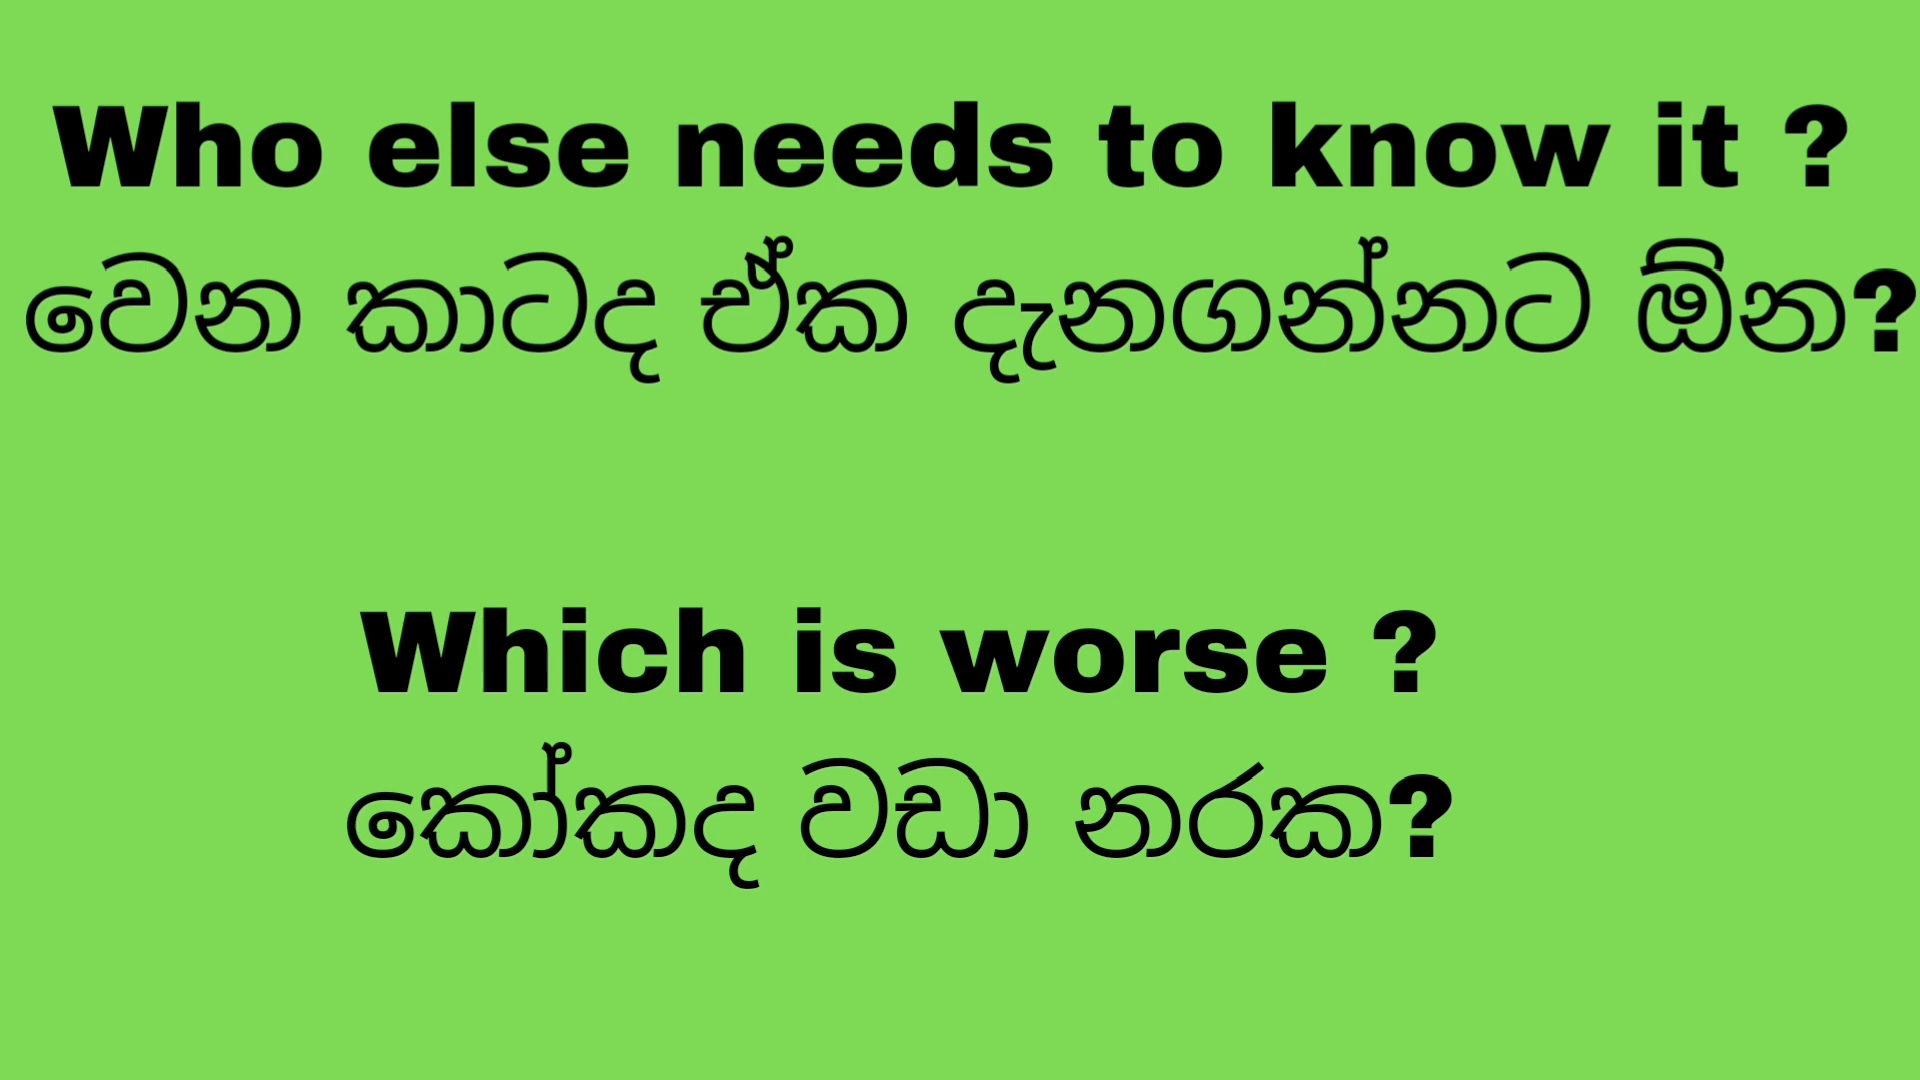 Who else needs to know it ?
වෙන කාටද ඒක දැනගන්නට ඕන?
Which is worse ?
කෝකද වඩා නරක?